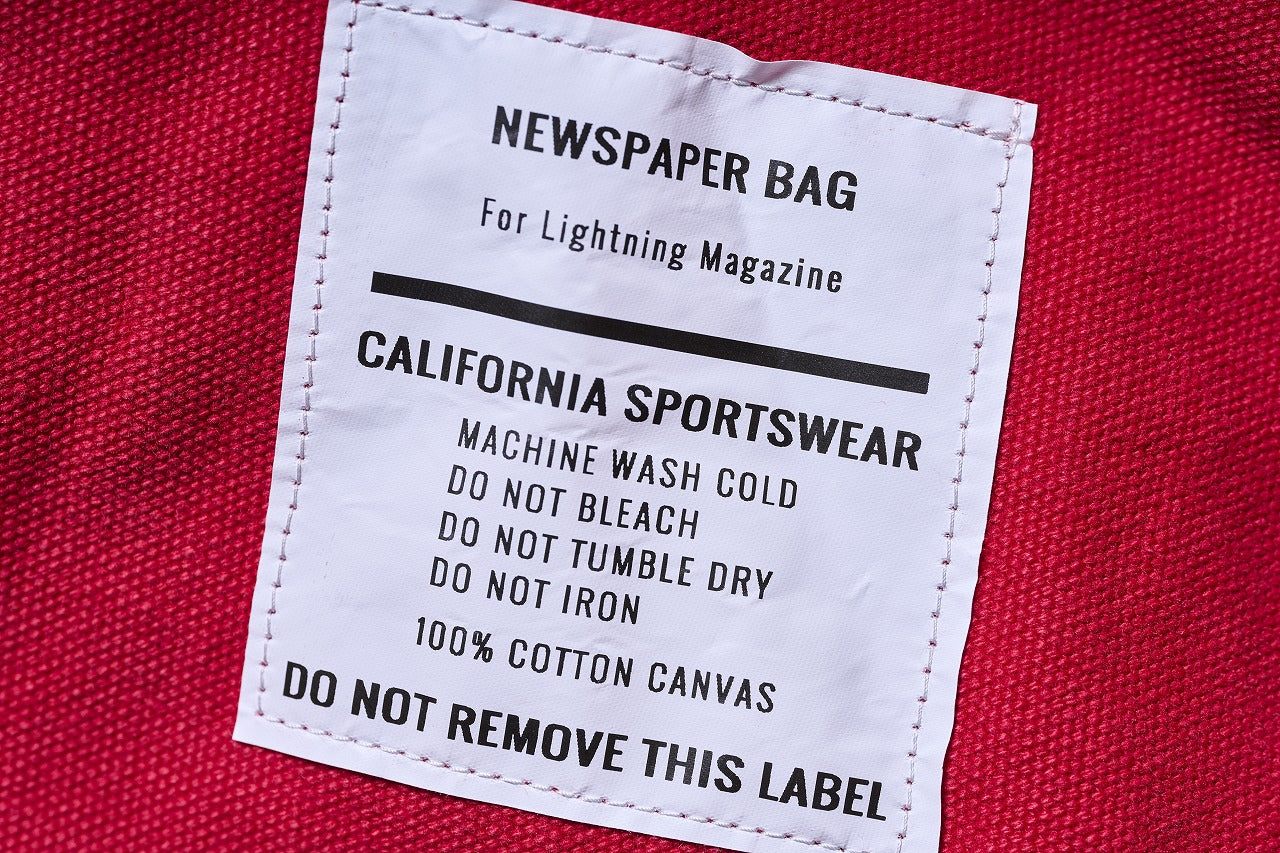 NEWSPAPER BAG
For Lightning Magazine
CALIFORNIA SPORTSWEAR
MACHINE WASH COLD
DO NOT BLEACH
DO NOT TUMBLE DRY
DO NOT IRON
100% COTTON CANVAS
DO NOT REMOVE THIS LABEL